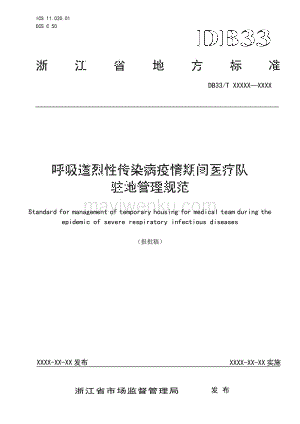 ICS 11.020.01
CCS C 50
DB33
浙江省地方标准
DB33/T XXXXX—XXXX
呼吸道烈性传染病疫情期间医疗队
驻地管理规范
mayiwenku.com
Standard for management of temporary housing for medical team during the
epidemic of severe respiratory infectious diseases
（报批稿）
XXXX-XX-XX 发布
XXXX-XX-XX 实施
浙江省市场监督管理局 发布